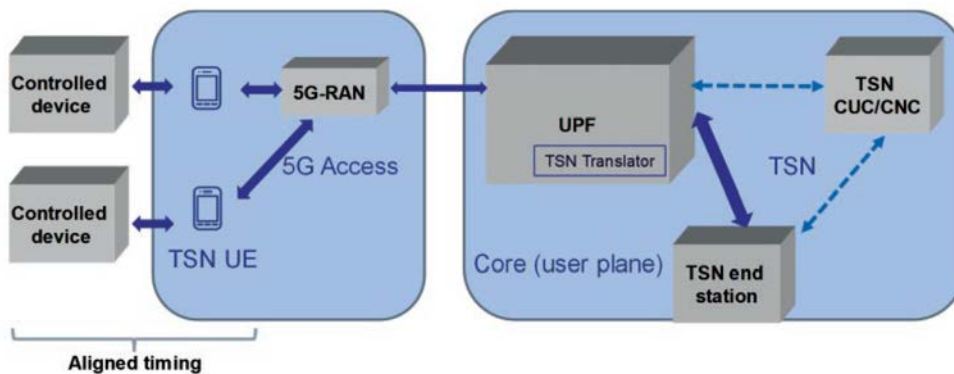 Controlled
device
5G-RAN
UPF
TSN Translator
TSN
CUC/CNC
5G Access
TSN
Controlled
device
TSN UE
Core (user plane)
TSN end
station
Aligned timing